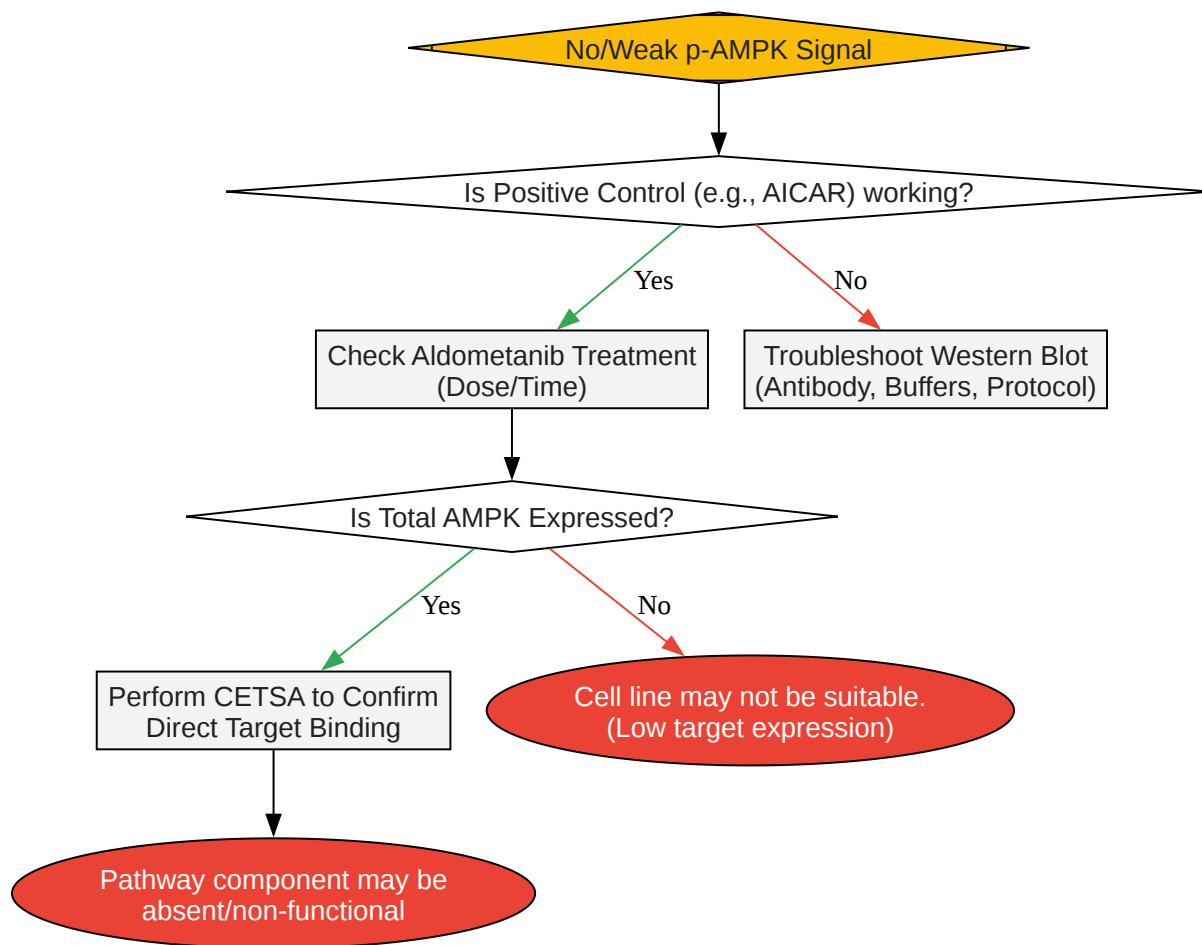 No/Weak p-AMPK Signal
Is Positive Control (e.g., AICAR) working?
Yes
No
Check Aldometanib Treatment
(Dose/Time)
Troubleshoot Western Blot
(Antibody, Buffers, Protocol)
Is Total AMPK Expressed?
Yes
No
Perform CETSA to Confirm
Direct Target Binding
Cell line may not be suitable.
(Low target expression)
Pathway component may be
absent/non-functional